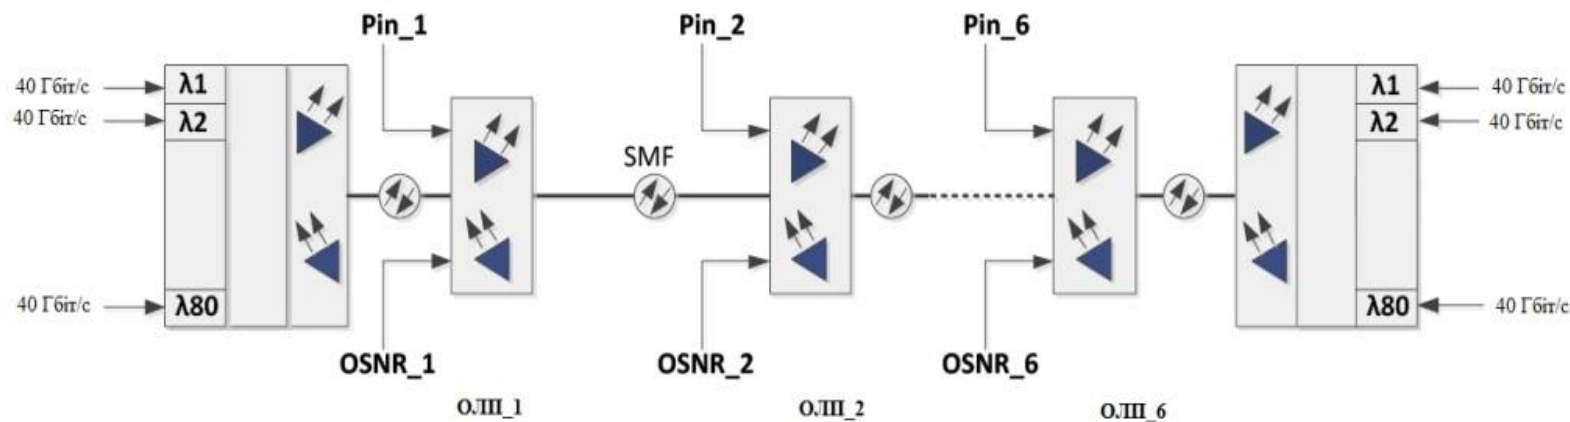 Pin_1 Pin_2 Pin_6
40 Гбіт/с λ1 λ1 40 Гбіт/с
40 Гбіт/с λ2 λ2 40 Гбіт/с
SMF
40 Гбіт/с λ80 λ80 40 Гбіт/с
OSNR_1 OSNR_2 OSNR_6
ОЛП_1 ОЛП_2 ОЛП_6